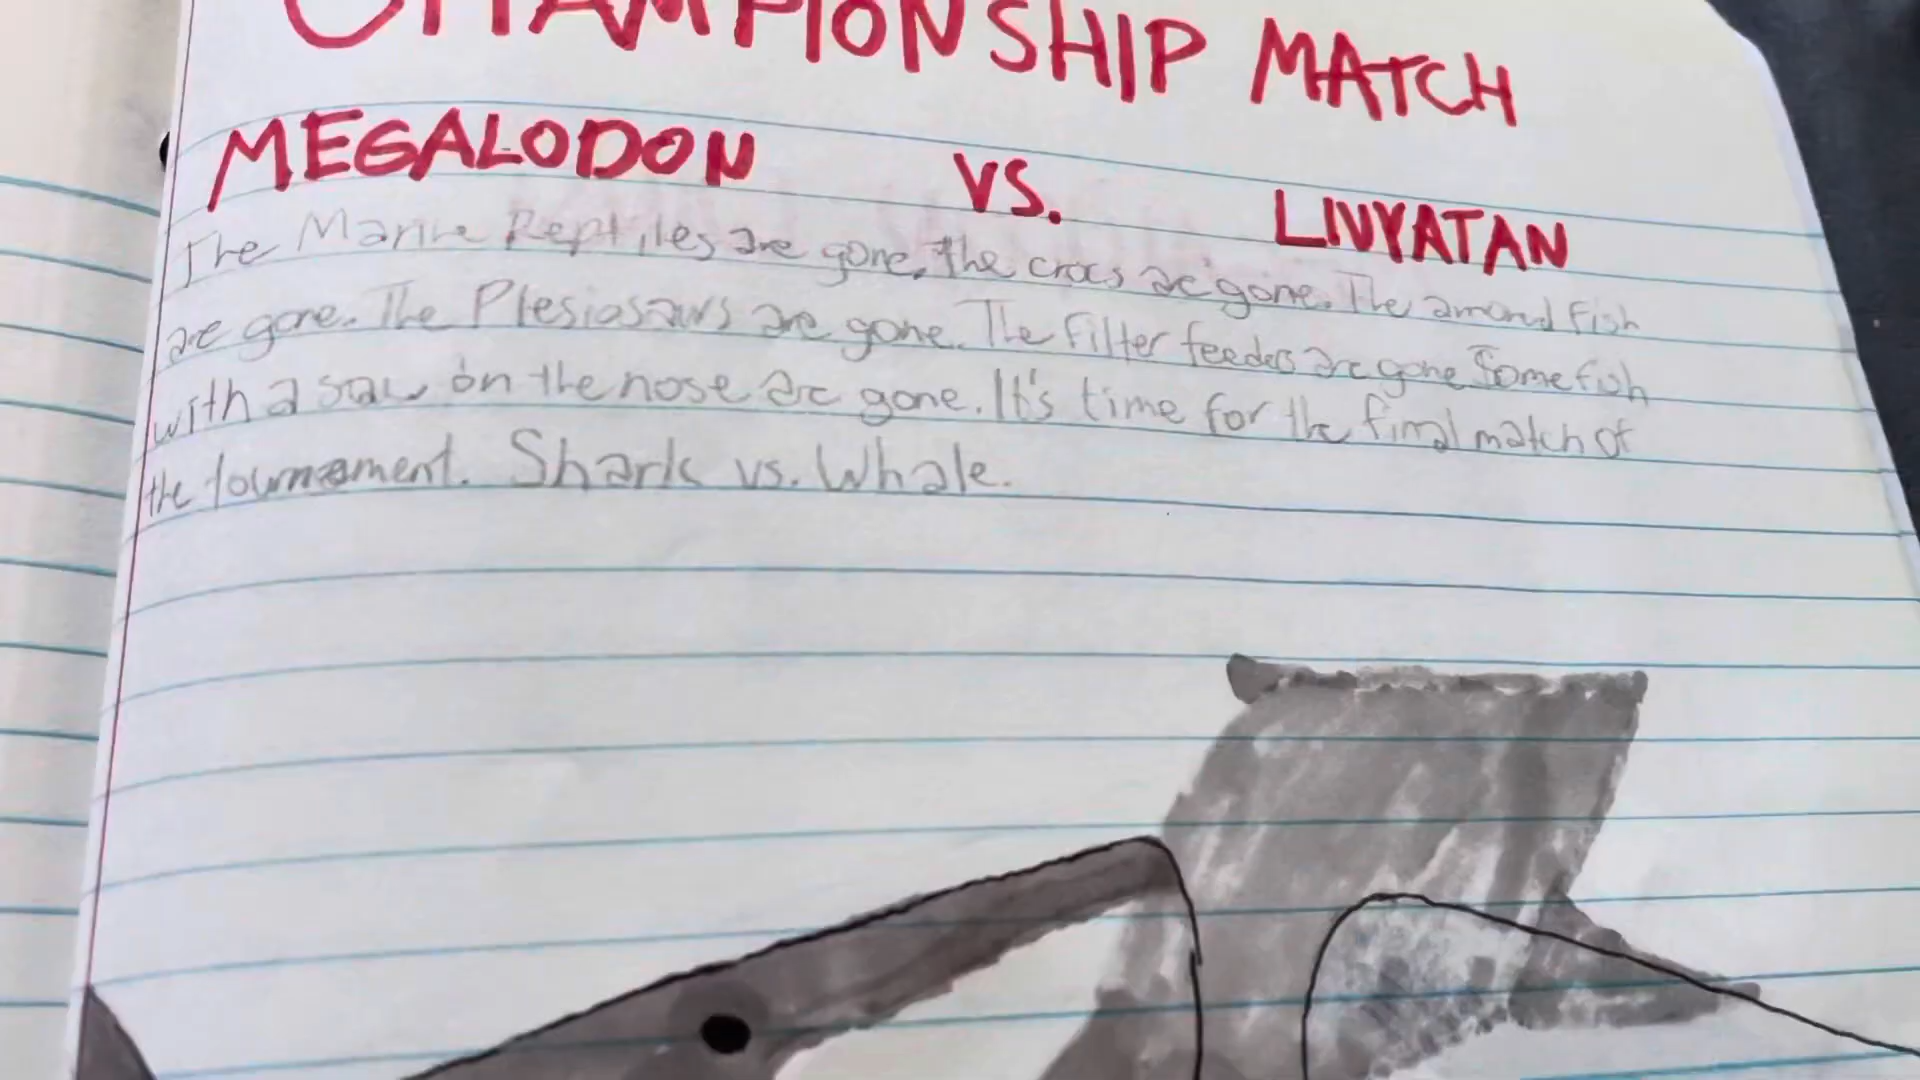 CHAMPIONSHIP MATCH
MEGALODON VS. LIVYATAN
The Marine Reptiles are gone, the crocs are gone. The armored fish
are gone. The Plesiosaurs are gone. The filter feeders are gone Some fish
with a saw on the nose are gone. It's time for the final match of
the tournament. Shark vs. Whale.